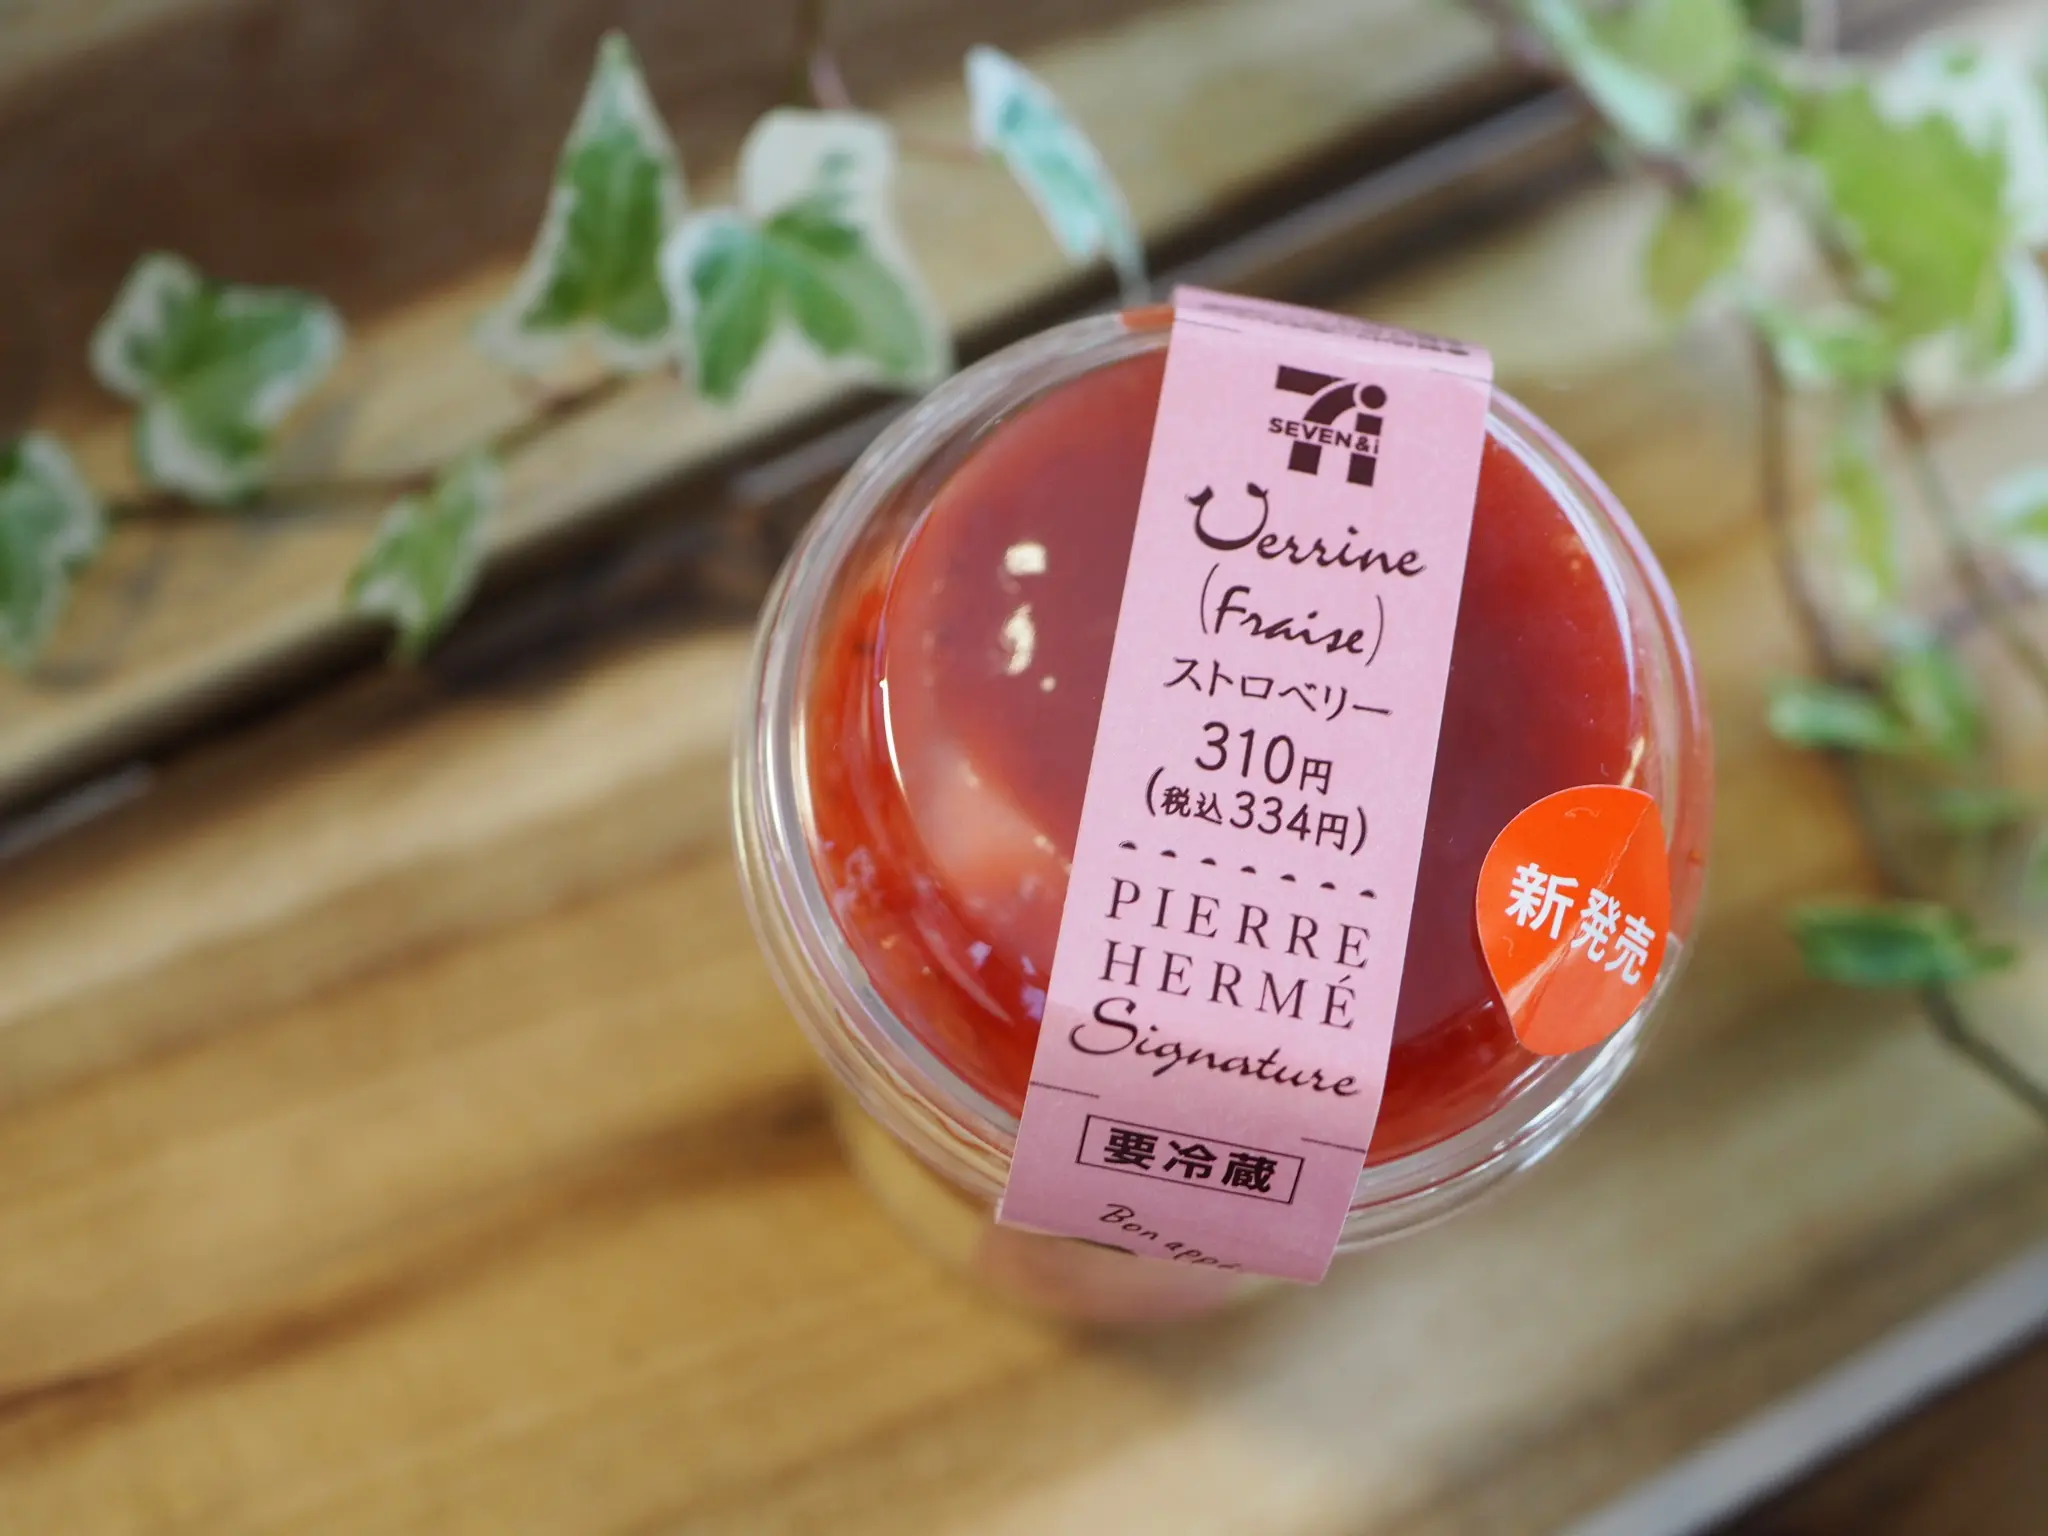 SEVEN&i
Verrine
(Fraise)
ストロベリー
310円
(税込334円)
PIERRE
HERMÉ
Signature
要冷蔵
Bon
新発売